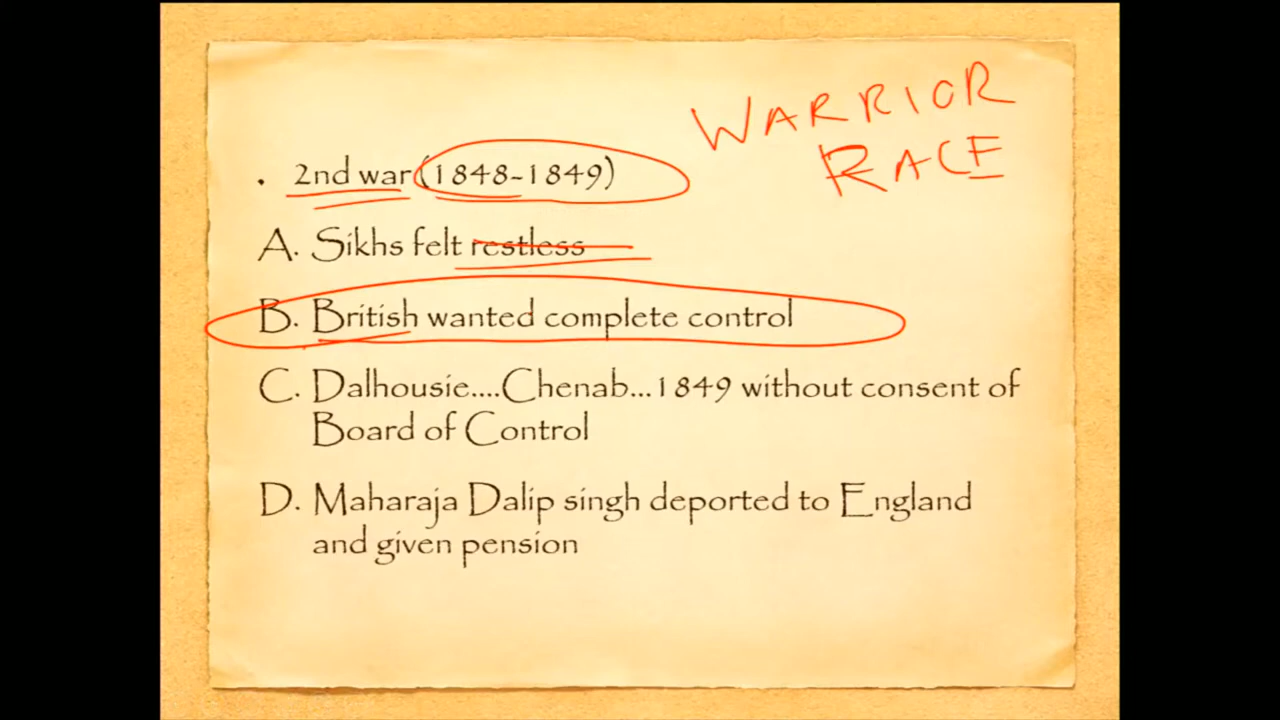 WARRIOR
RACE
. 2nd war (1848-1849)
A. Sikhs felt restless
B. British wanted complete control
C. Dalhousie....Chenab...1849 without consent of
Board of Control
D. Maharaja Dalip singh deported to England
and given pension